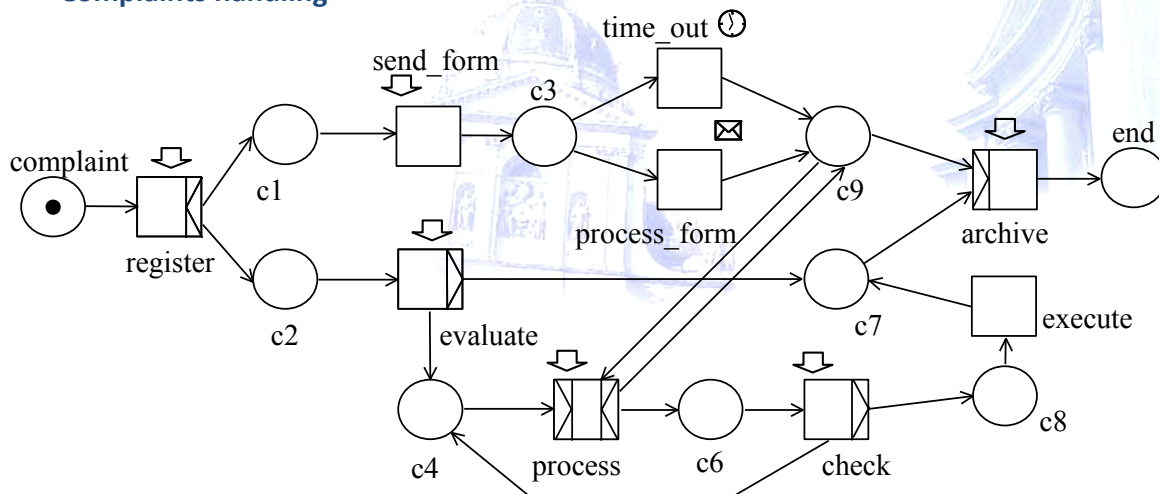 Complaints handling
time_out
send_form
c3
end
complaint
c1
c9
process_form
archive
register
c2
evaluate
c7
execute
c4
process
c6
check
c8